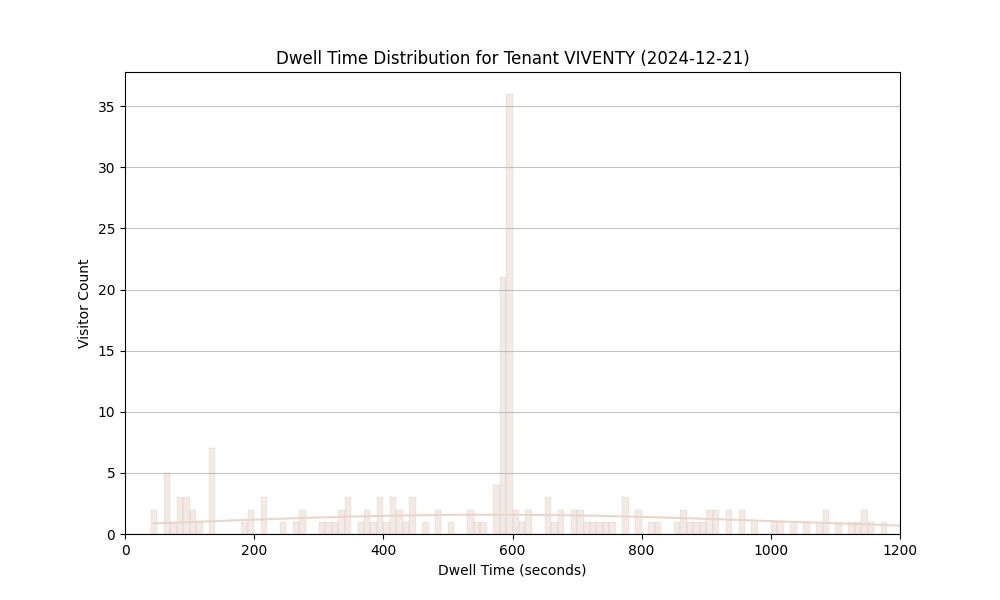 Dwell Time Distribution for Tenant VIVENTY (2024-12-21)
Visitor Count
35
30
25
20
15
10
5
0
0 200 400 600 800 1000 1200
Dwell Time (seconds)